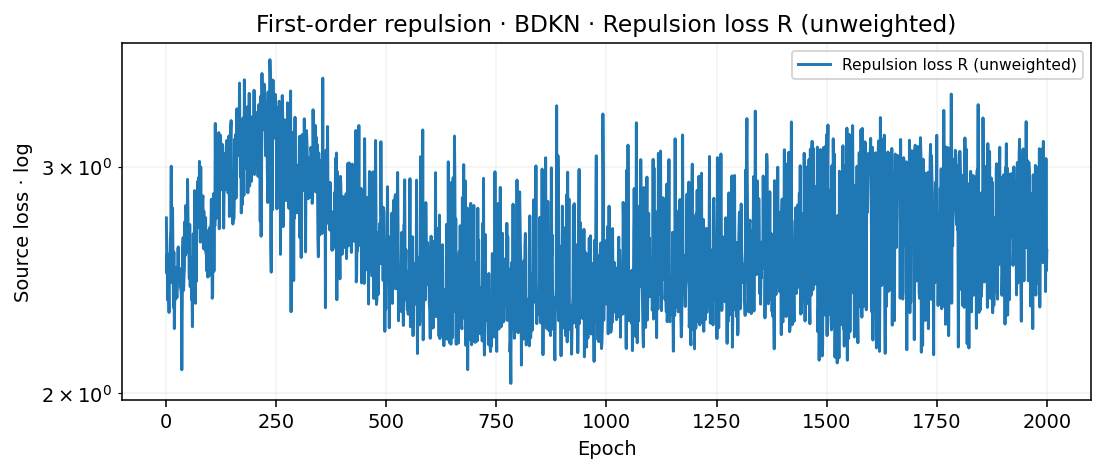 First-order repulsion · BDKN · Repulsion loss R (unweighted)
Repulsion loss R (unweighted)
Source loss · log
3 × 10⁰
2 × 10⁰
0 250 500 750 1000 1250 1500 1750 2000
Epoch